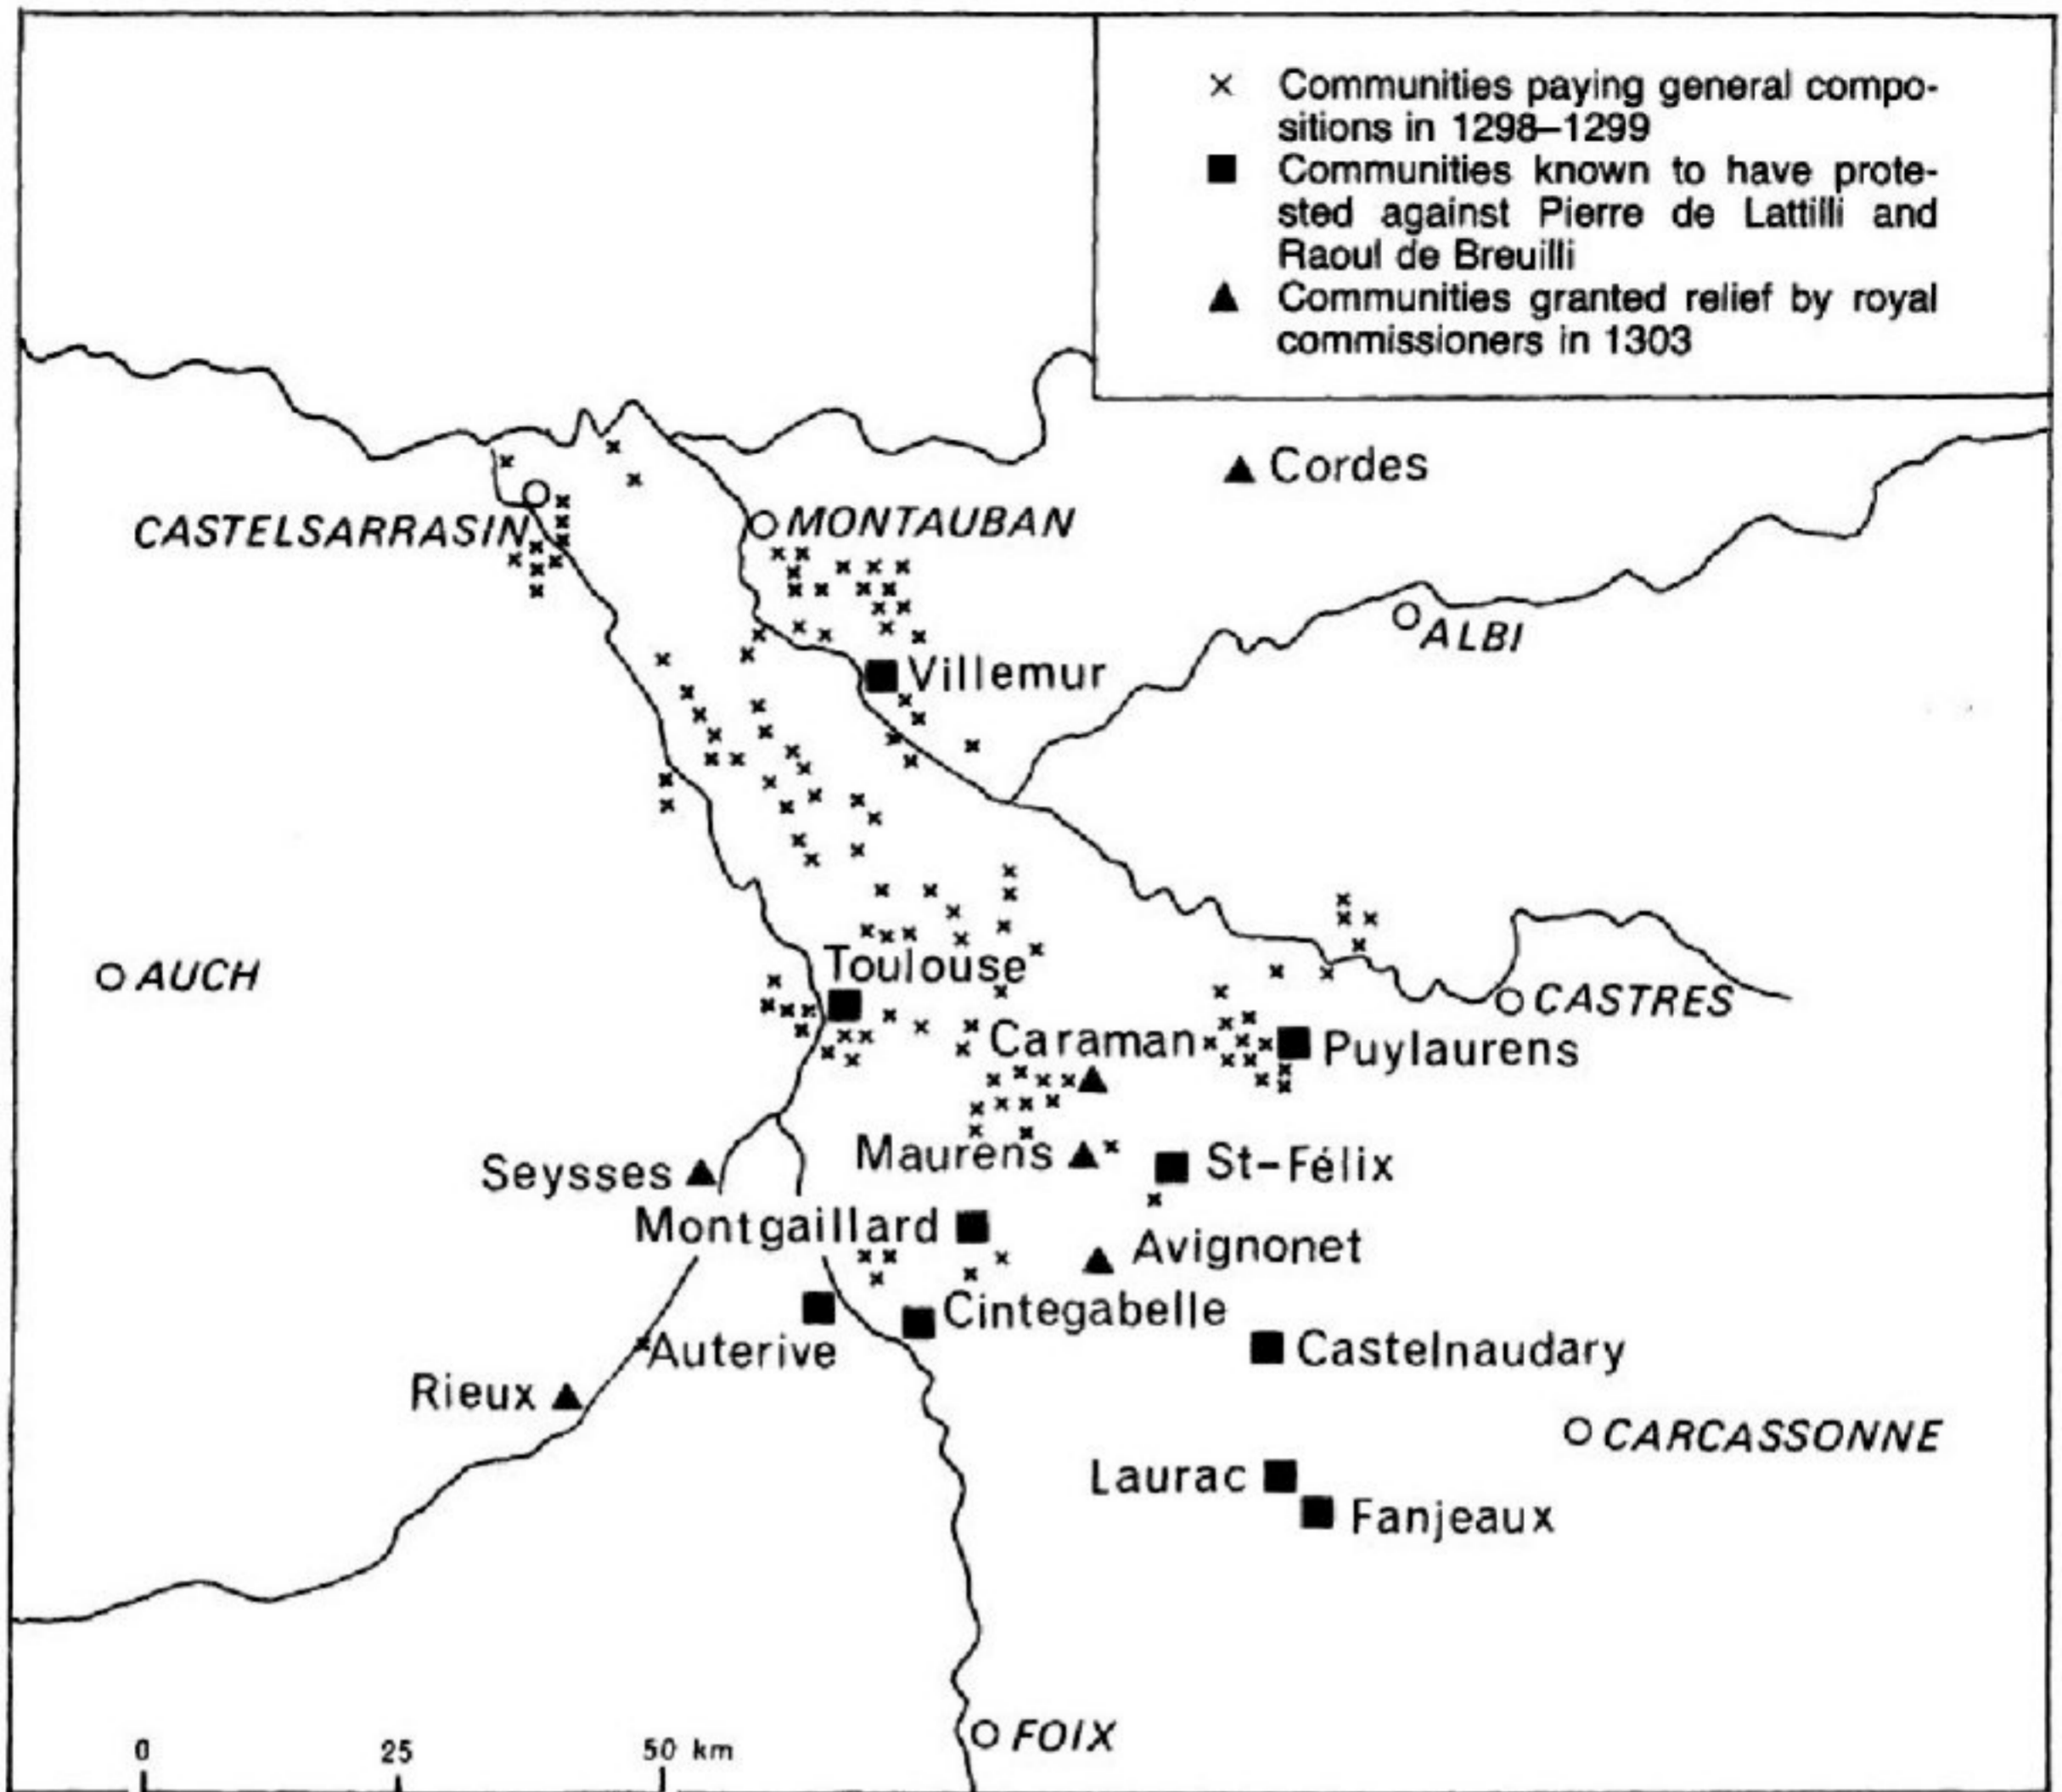 × Communities paying general compo-
sitions in 1298–1299
■ Communities known to have prote-
sted against Pierre de Lattilli and
Raoul de Breuilli
▲ Communities granted relief by royal
commissioners in 1303
Cordes
CASTELSARRASIN
MONTAUBAN
ALBI
Villemur
AUCH
Toulouse
CASTRES
Caraman
Puylaurens
Maurens
St-Félix
Seysses
Montgaillard
Avignonet
Cintegabelle
Auterive
Castelnaudary
Rieux
CARCASSONNE
Laurac
Fanjeaux
FOIX
0 25 50 km